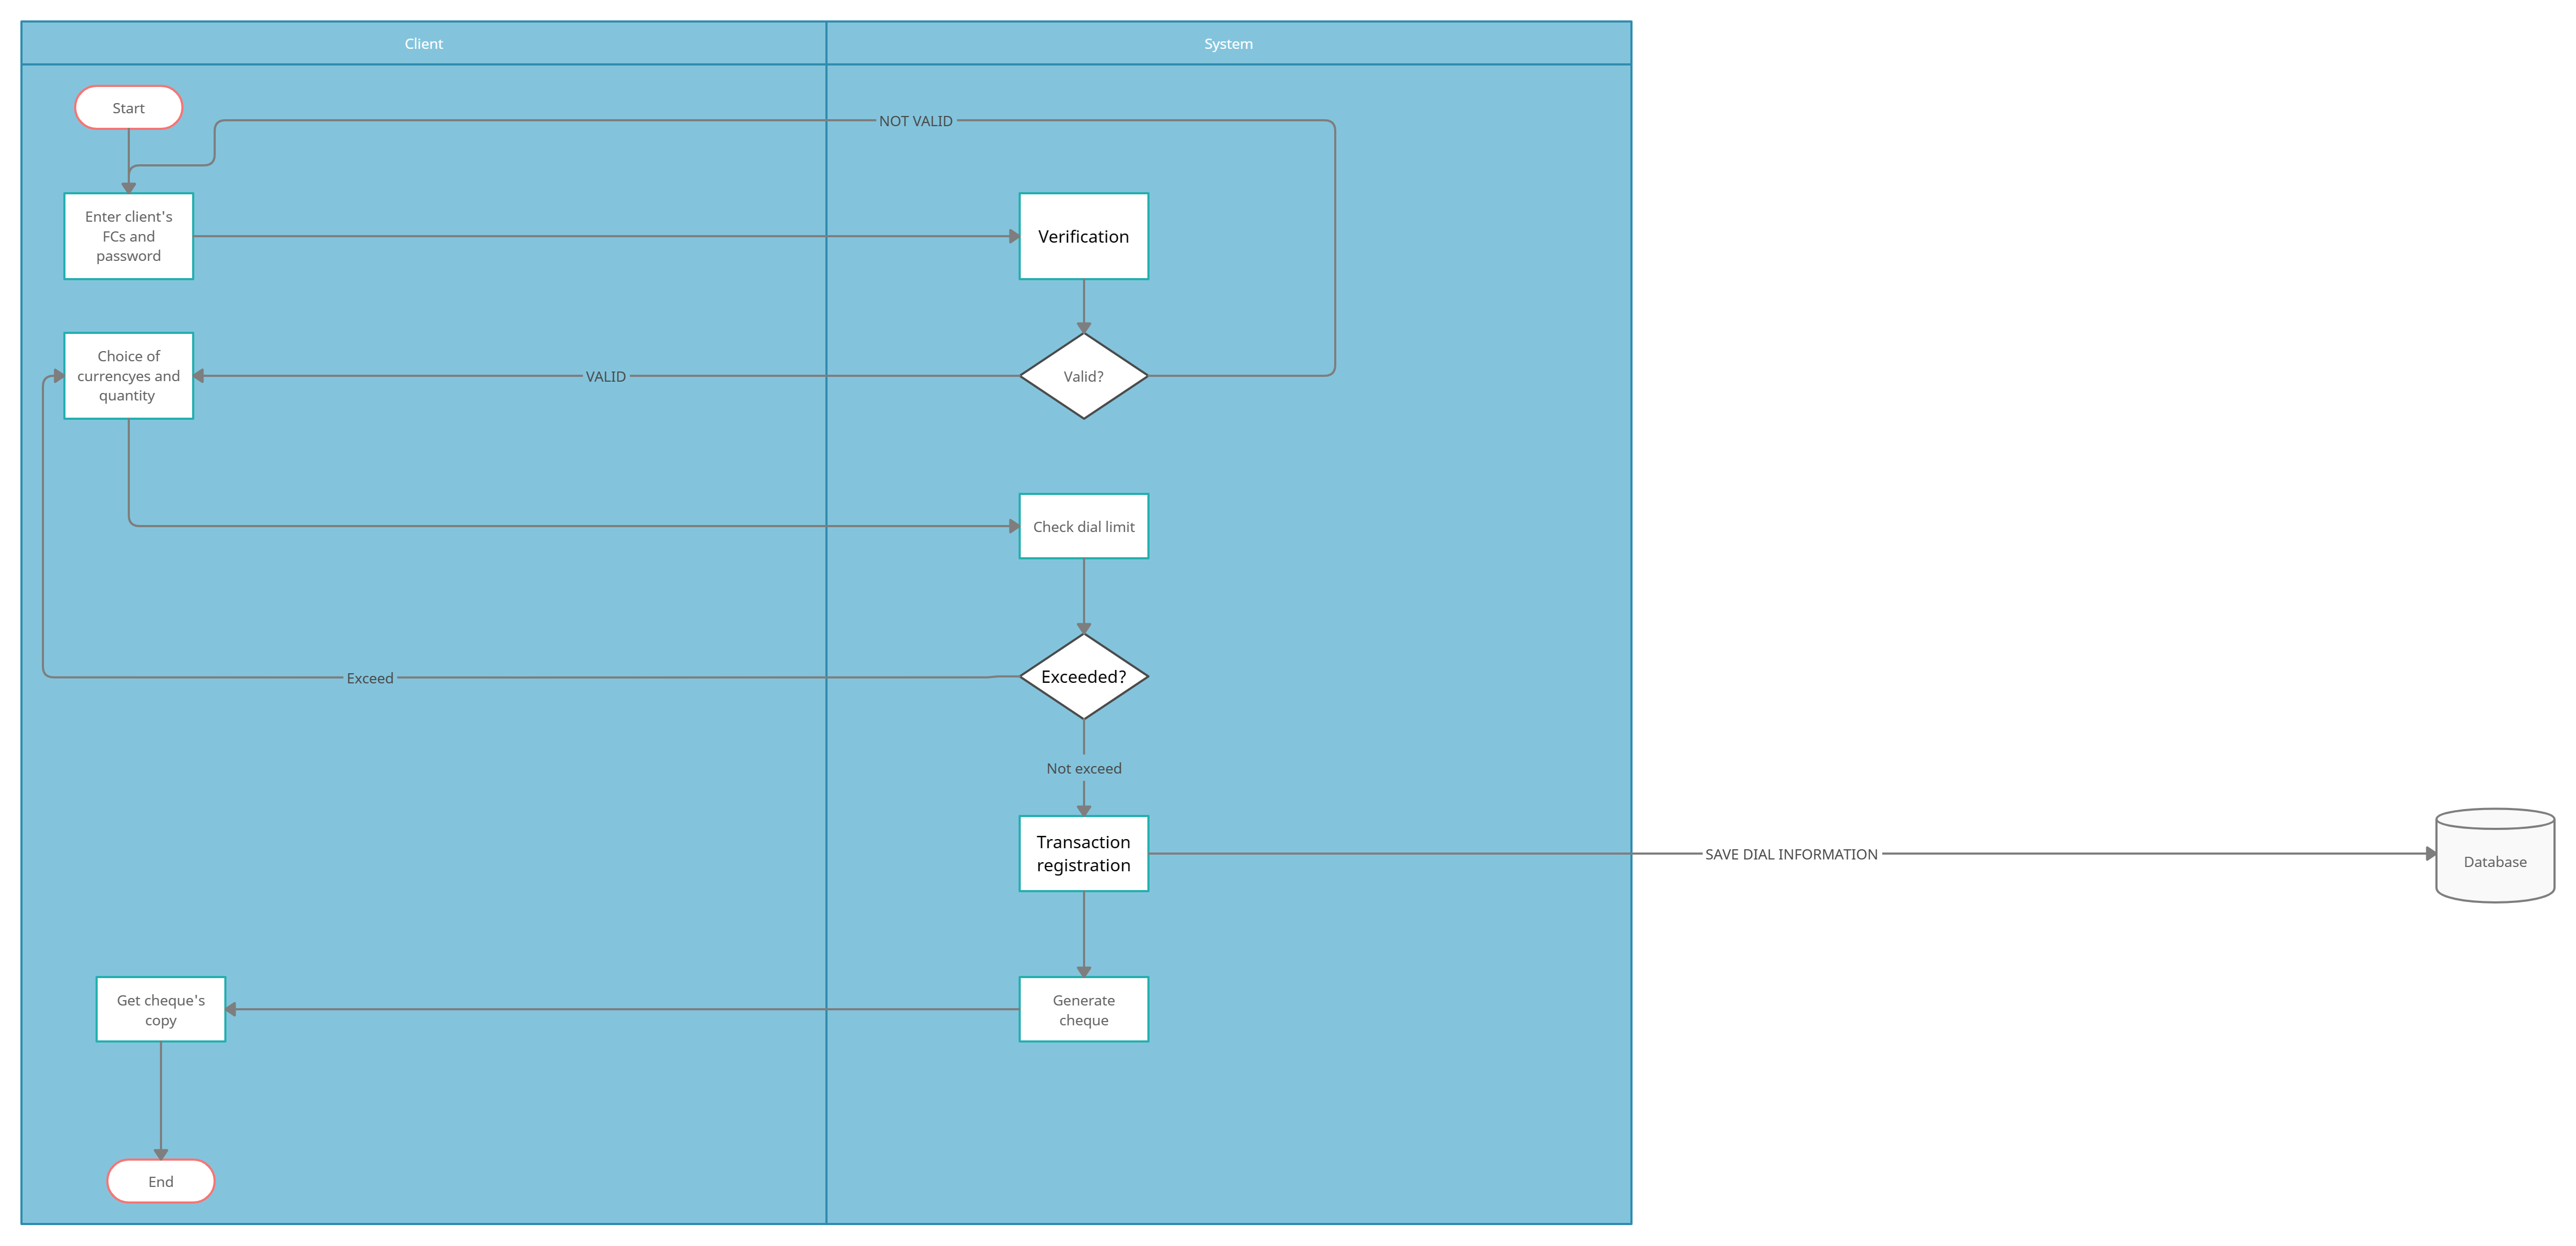 Client
System
Start
NOT VALID
Enter client's
FCs and
password
Verification
Choice of
currencyes and
quantity
VALID
Valid?
Check dial limit
Exceed
Exceeded?
Not exceed
Transaction
registration
SAVE DIAL INFORMATION
Database
Get cheque's
copy
Generate
cheque
End